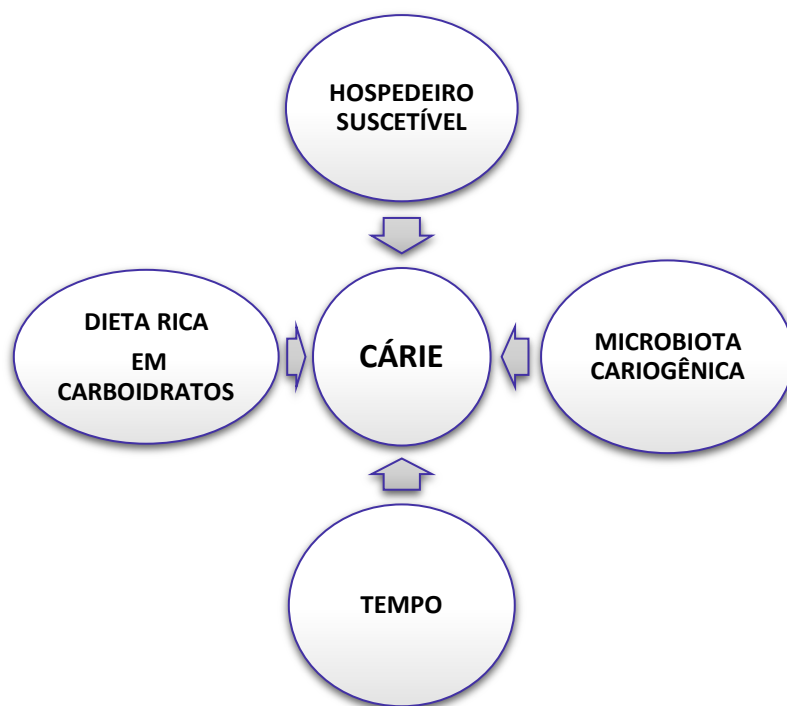 HOSPEDEIRO
SUSCETÍVEL
DIETA RICA
EM
CARBOIDRATOS
CÁRIE
MICROBIOTA
CARIOGÊNICA
TEMPO